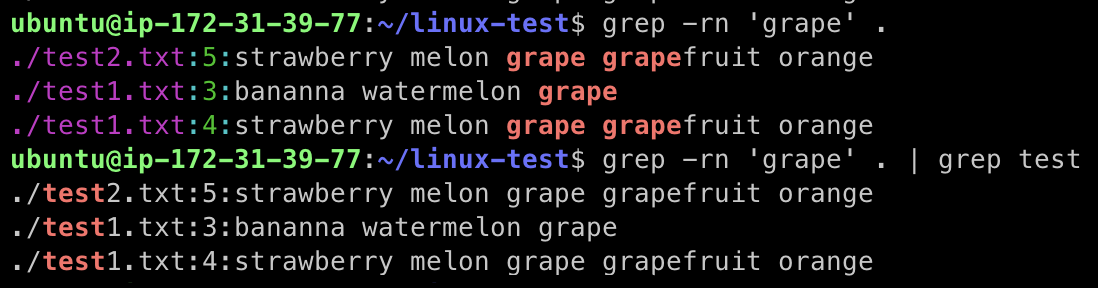 ubuntu@ip-172-31-39-77:~/linux-test$ grep -rn 'grape' .
./test2.txt:5:strawberry melon grape grapefruit orange
./test1.txt:3:bananna watermelon grape
./test1.txt:4:strawberry melon grape grapefruit orange
ubuntu@ip-172-31-39-77:~/linux-test$ grep -rn 'grape' . | grep test
./test2.txt:5:strawberry melon grape grapefruit orange
./test1.txt:3:bananna watermelon grape
./test1.txt:4:strawberry melon grape grapefruit orange